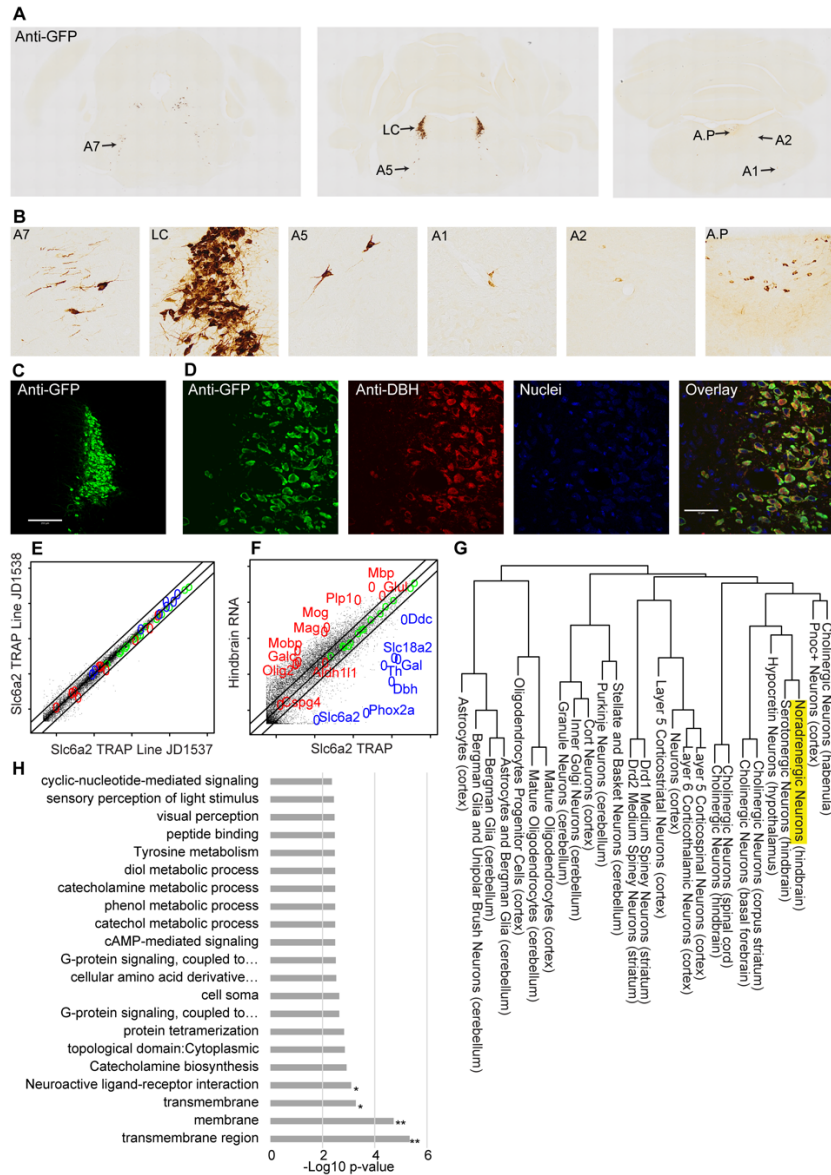 A
Anti-GFP
A7
LC
A5
A.P
A2
A1
B
A7
LC
A5
A1
A2
A.P
C
Anti-GFP
D
Anti-GFP
Anti-DBH
Nuclei
Overlay
E
Slc6a2 TRAP Line JD1538
Slc6a2 TRAP Line JD1537
F
Hindbrain RNA
Mbp
Glul
Plp1
Mog
Mag
Mobp
Galc
Olig2
Aldh1l1
Cspg4
Ddc
Slc18a2
Gal
Th
Dbh
Phox2a
Slc6a2
Slc6a2 TRAP
G
Astrocytes (cortex)
Bergman Glia and Unipolar Brush Neurons (cerebellum)
Bergman Glia (cerebellum)
Astrocytes and Bergman Glia (cerebellum)
Oligodendrocytes Progenitor Cells (cortex)
Mature Oligodendrocytes (cerebellum)
Mature Oligodendrocytes (cortex)
Granule Neurons (cerebellum)
Inner Golgi Neurons (cerebellum)
Cort Neurons (cortex)
Purkinje Neurons (cerebellum)
Stellate and Basket Neurons (cerebellum)
Drd2 Medium Spiney Neurons (striatum)
Drd1 Medium Spiney Neurons (striatum)
Layer 5 Corticostriatal Neurons (cortex)
Neurons (cortex)
Layer 6 Corticothalamic Neurons (cortex)
Layer 5 Corticospinal Neurons (cortex)
Cholinergic Neurons (hindbrain)
Cholinergic Neurons (spinal cord)
Cholinergic Neurons (basal forebrain)
Cholinergic Neurons (corpus striatum)
Hypocretin Neurons (hypothalamus)
Serotonergic Neurons (hindbrain)
Noradrenergic Neurons (hindbrain)
Pnoc+ Neurons (cortex)
Cholinergic Neurons (habenula)
H
cyclic-nucleotide-mediated signaling
sensory perception of light stimulus
visual perception
peptide binding
Tyrosine metabolism
diol metabolic process
catecholamine metabolic process
phenol metabolic process
catechol metabolic process
cAMP-mediated signaling
G-protein signaling, coupled to…
cellular amino acid derivative…
cell soma
G-protein signaling, coupled to…
protein tetramerization
topological domain:Cytoplasmic
Catecholamine biosynthesis
Neuroactive ligand-receptor interaction *
transmembrane *
membrane **
transmembrane region **
0 2 4 6
-Log10 p-value